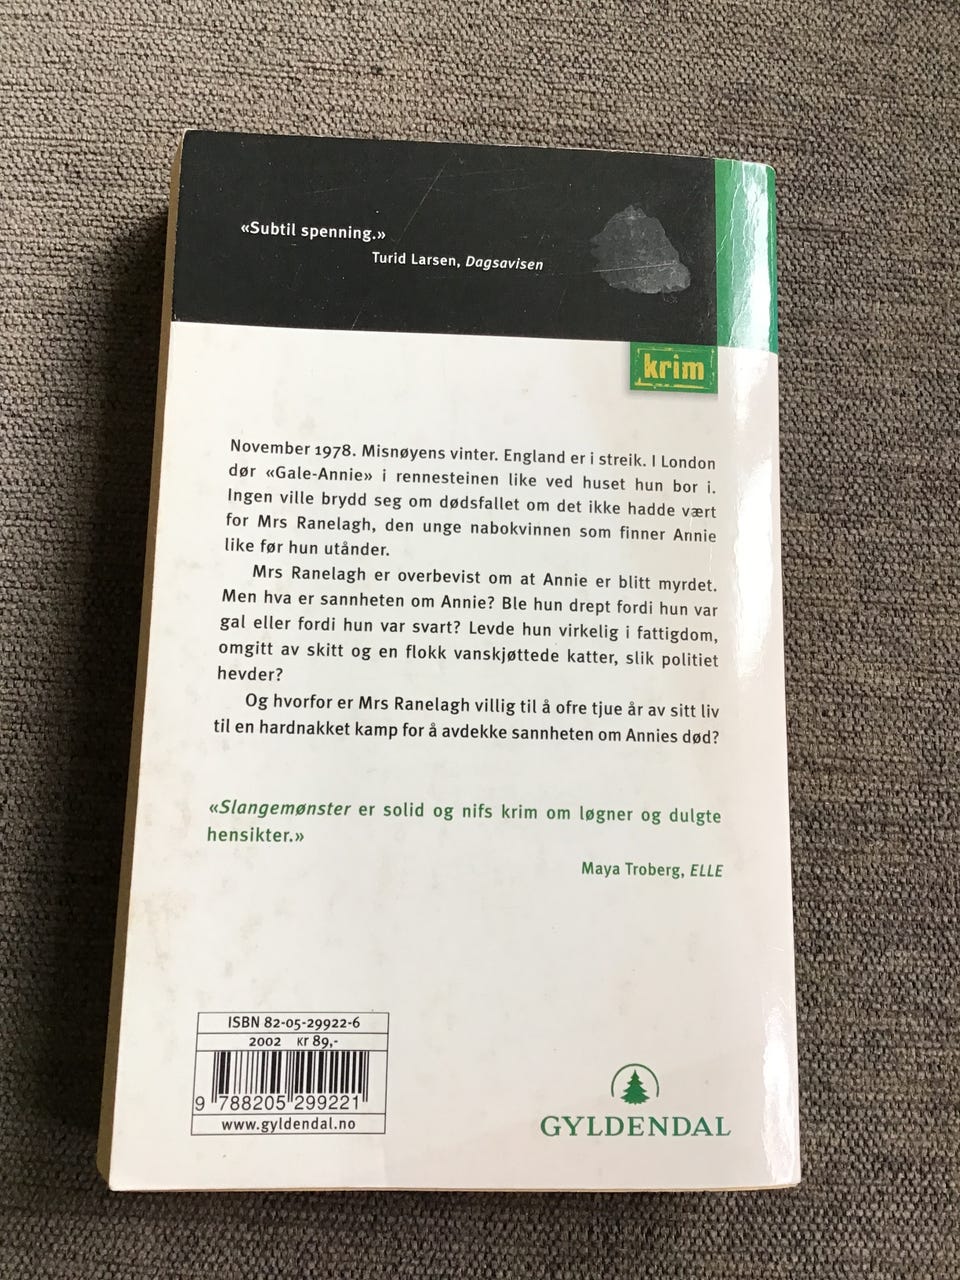 «Subtil spenning.»
Turid Larsen, Dagsavisen
krim
November 1978. Misnøyens vinter. England er i streik. I London
dør «Gale-Annie» i rennesteinen like ved huset hun bor i.
Ingen ville brydd seg om dødsfallet om det ikke hadde vært
for Mrs Ranelagh, den unge nabokvinnen som finner Annie
like før hun utånder.
Mrs Ranelagh er overbevist om at Annie er blitt myrdet.
Men hva er sannheten om Annie? Ble hun drept fordi hun var
gal eller fordi hun var svart? Levde hun virkelig i fattigdom,
omgitt av skitt og en flokk vanskjøttede katter, slik politiet
hevder?
Og hvorfor er Mrs Ranelagh villig til å ofre tjue år av sitt liv
til en hardnakket kamp for å avdekke sannheten om Annies død?
«Slangemønster er solid og nifs krim om løgner og dulgte
hensikter.»
Maya Troberg, ELLE
ISBN 82-05-29922-6
2002 kr 89,-
9 788205 299221
www.gyldendal.no
GYLDENDAL